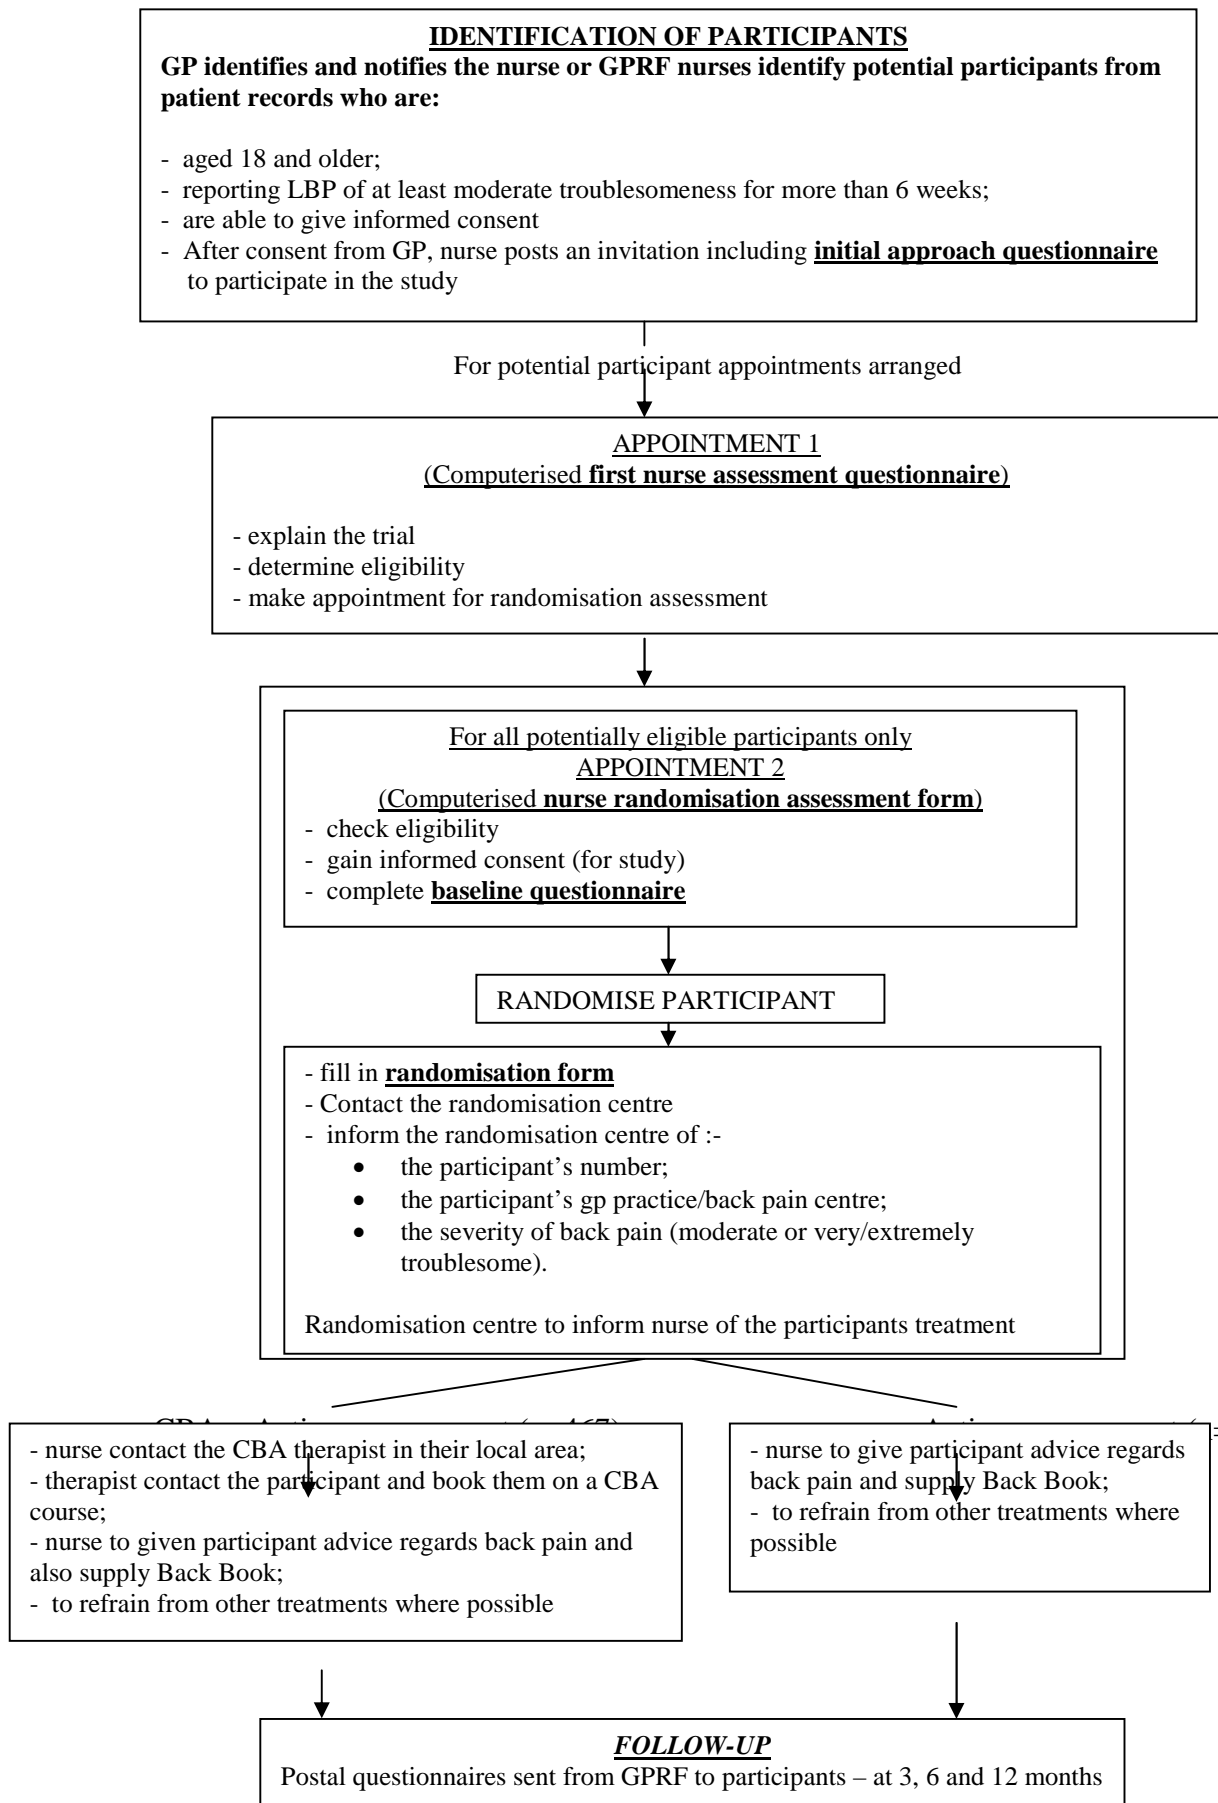 IDENTIFICATION OF PARTICIPANTS
GP identifies and notifies the nurse or GPRF nurses identify potential participants from
patient records who are:
- aged 18 and older;
- reporting LBP of at least moderate troublesomeness for more than 6 weeks;
- are able to give informed consent
- After consent from GP, nurse posts an invitation including initial approach questionnaire
to participate in the study
For potential participant appointments arranged
APPOINTMENT 1
(Computerised first nurse assessment questionnaire)
- explain the trial
- determine eligibility
- make appointment for randomisation assessment
For all potentially eligible participants only
APPOINTMENT 2
(Computerised nurse randomisation assessment form)
- check eligibility
- gain informed consent (for study)
- complete baseline questionnaire
RANDOMISE PARTICIPANT
- fill in randomisation form
- Contact the randomisation centre
- inform the randomisation centre of :-
• the participant's number;
• the participant's gp practice/back pain centre;
• the severity of back pain (moderate or very/extremely
troublesome).
Randomisation centre to inform nurse of the participants treatment
- nurse contact the CBA therapist in their local area;
- therapist contact the participant and book them on a CBA
course;
- nurse to given participant advice regards back pain and
also supply Back Book;
- to refrain from other treatments where possible
- nurse to give participant advice regards
back pain and supply Back Book;
- to refrain from other treatments where
possible
FOLLOW-UP
Postal questionnaires sent from GPRF to participants – at 3, 6 and 12 months